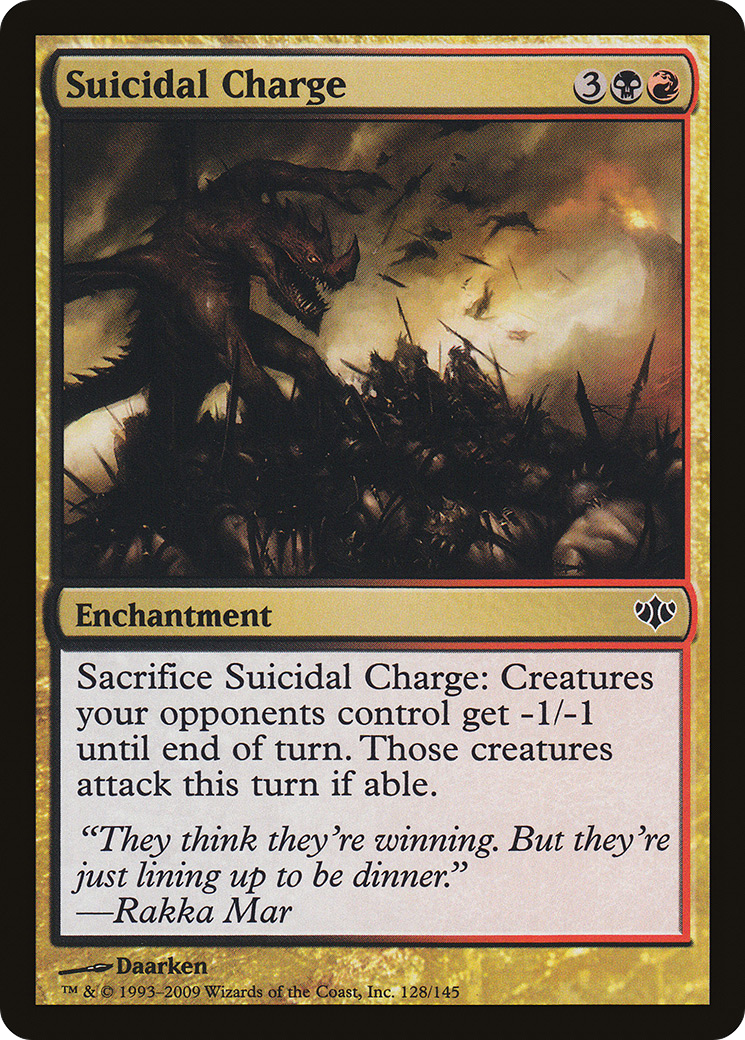 Suicidal Charge 3
Enchantment
Sacrifice Suicidal Charge: Creatures
your opponents control get -1/-1
until end of turn. Those creatures
attack this turn if able.
“They think they’re winning. But they’re
just lining up to be dinner.”
—Rakka Mar
Daarken
™ & © 1993–2009 Wizards of the Coast, Inc. 128/145